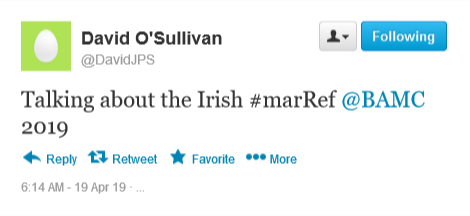 David O'Sullivan
@DavidJPS
Following
Talking about the Irish #marRef @BAMC
2019
Reply Retweet Favorite More
6:14 AM - 19 Apr 19 · ...